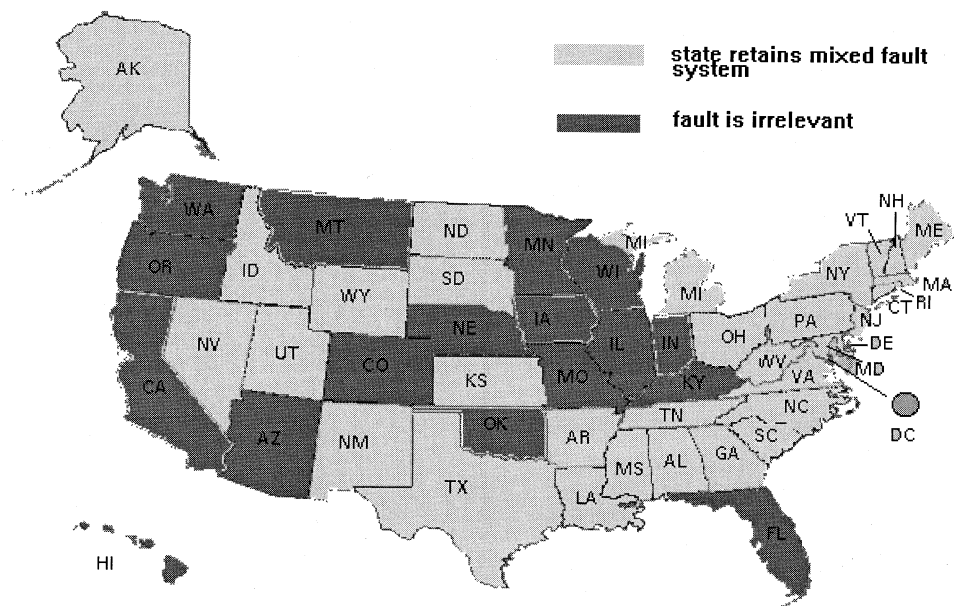 AK
state retains mixed fault
system
fault is irrelevant
WA
MT
ND
MN
MI
VT
NH
ME
OR
ID
SD
WI
MI
NY
MA
RI
CT
WY
IA
NE
PA
NJ
OH
DE
NV
UT
CO
IL
IN
WV
MD
VA
CA
KS
MO
KY
DC
AZ
NM
OK
AR
TN
NC
SC
TX
LA
MS
AL
GA
FL
HI